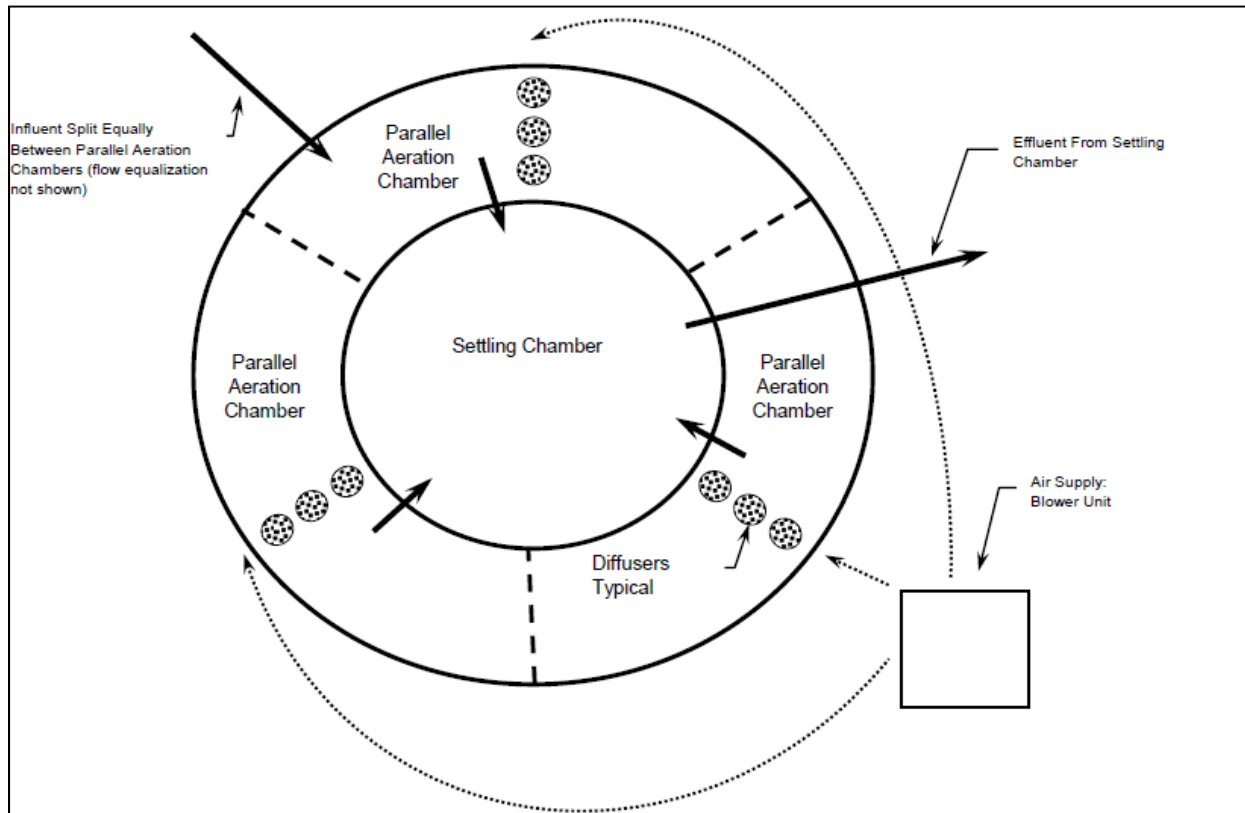 Influent Split Equally
Between Parallel Aeration
Chambers (flow equalization
not shown)
Parallel
Aeration
Chamber
Effluent From Settling
Chamber
Settling Chamber
Parallel
Aeration
Chamber
Parallel
Aeration
Chamber
Air Supply:
Blower Unit
Diffusers
Typical